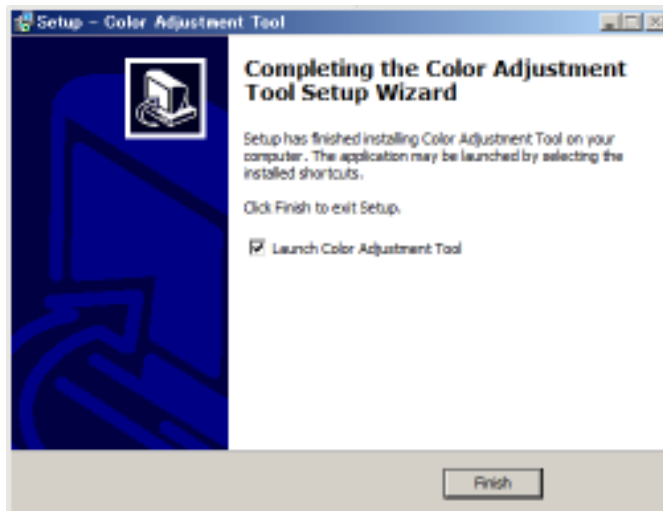 Setup - Color Adjustment Tool
Completing the Color Adjustment
Tool Setup Wizard
Setup has finished installing Color Adjustment Tool on your
computer. The application may be launched by selecting the
installed shortcuts.
Click Finish to exit Setup.
Launch Color Adjustment Tool
Finish